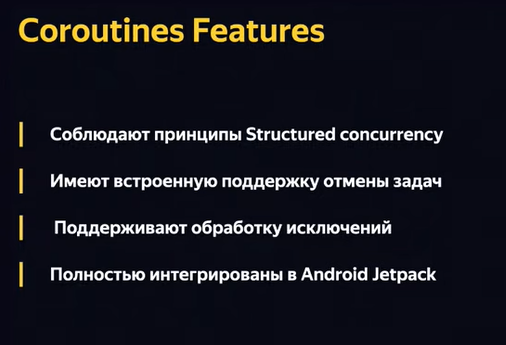 Coroutines Features
Соблюдают принципы Structured concurrency
Имеют встроенную поддержку отмены задач
Поддерживают обработку исключений
Полностью интегрированы в Android Jetpack